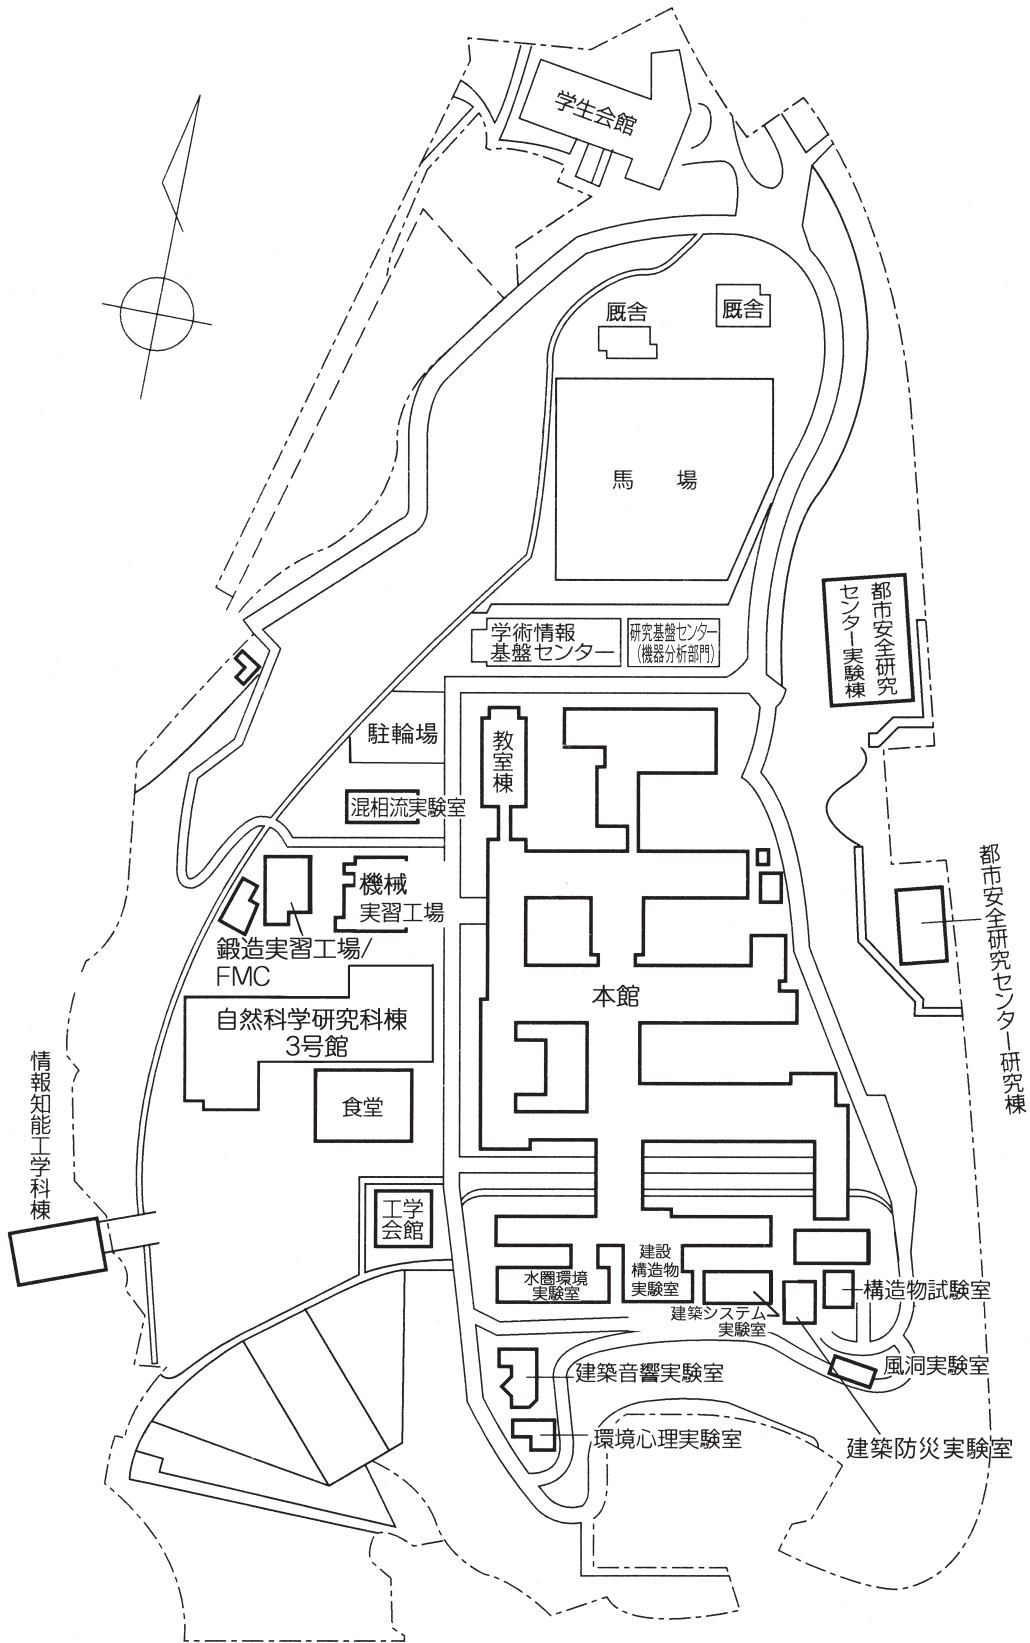 学生会館
厩舎
厩舎
馬 場
学術情報
基盤センター
研究基盤センター
(機器分析部門)
都市安全研究
センター実験棟
駐輪場
教室棟
混相流実験室
機械
実習工場
都市安全研究センター研究棟
鍛造実習工場/
FMC
本館
自然科学研究科棟
3号館
情報知能工学科棟
食堂
工学
会館
水圏環境
実験室
建設
構造物
実験室
建築システム
実験室
構造物試験室
風洞実験室
建築音響実験室
環境心理実験室
建築防災実験室